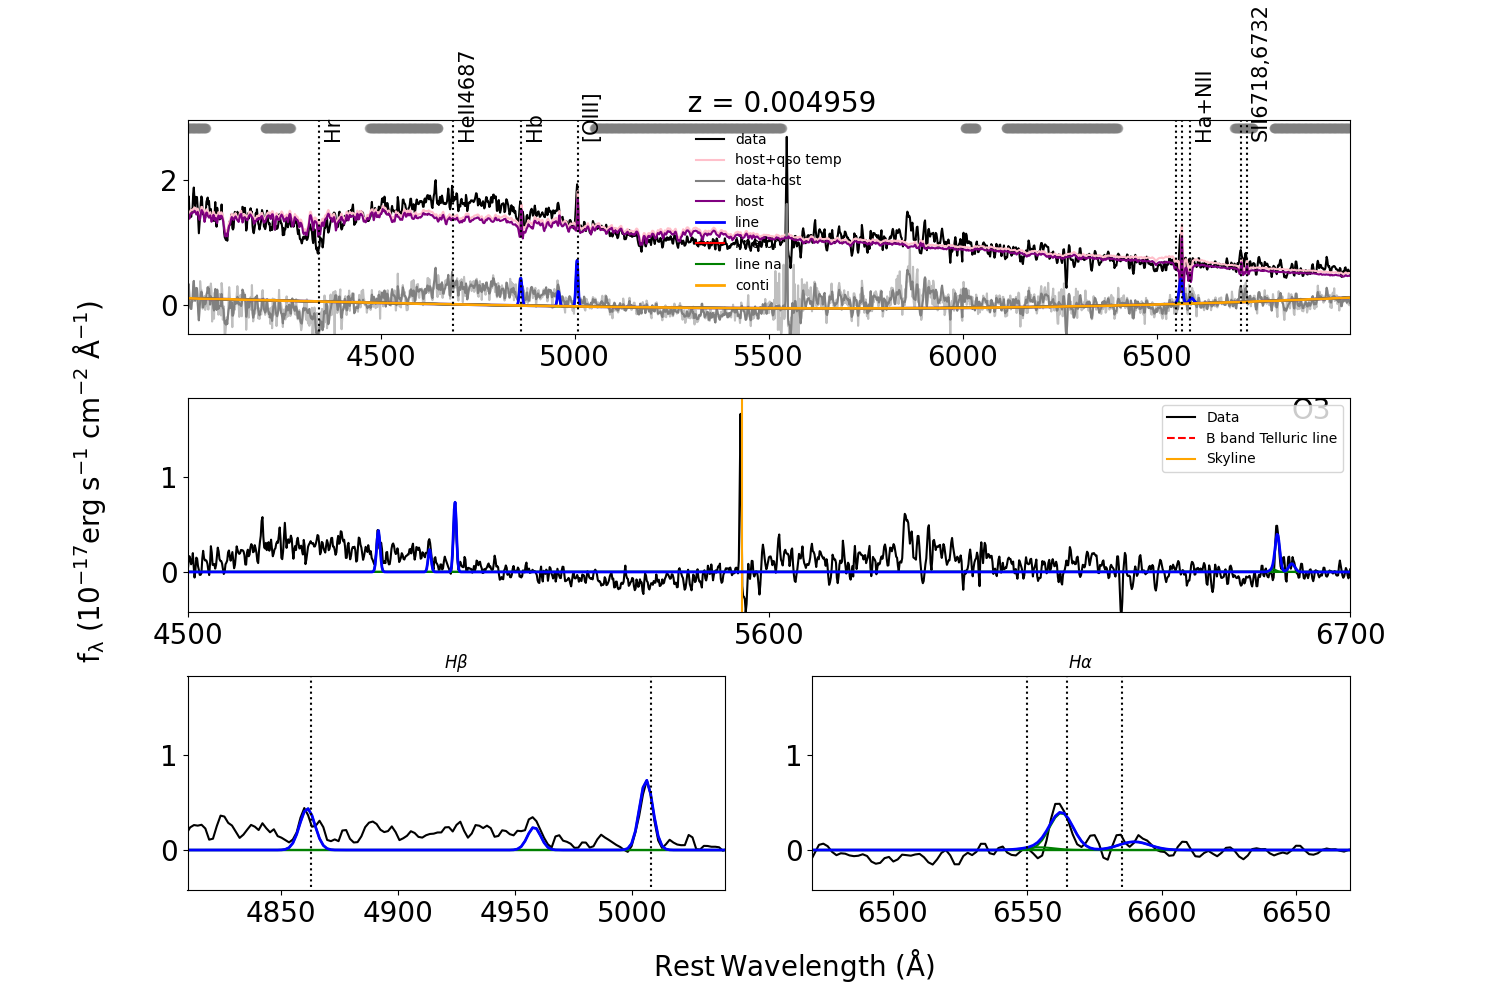 z = 0.004959
Hr
HeII4687
Hb
[OIII]
Ha+NII
SII6718,6732
data
host+qso temp
data-host
host
line
line na
conti
2
0
4500 5000 5500 6000 6500
O3
Data
B band Telluric line
Skyline
1
0
4500 5600 6700
fλ (10⁻¹⁷erg s⁻¹ cm⁻² Å⁻¹)
Hβ
1
0
4850 4900 4950 5000
Hα
1
0
6500 6550 6600 6650
Rest Wavelength (Å)